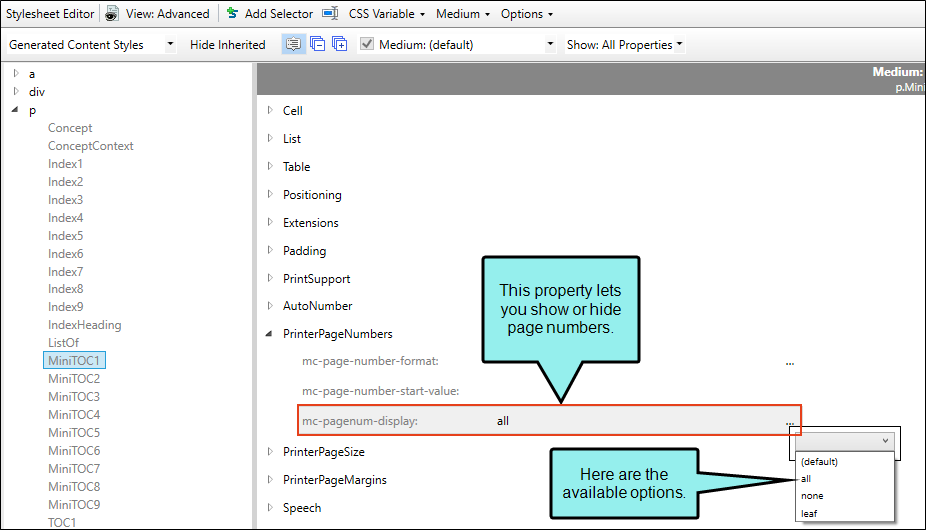 Stylesheet Editor View: Advanced Add Selector CSS Variable Medium Options
Generated Content Styles Hide Inherited Medium: (default) Show: All Properties
Medium:
p.Mini
a
div
p
Concept
ConceptContext
Index1
Index2
Index3
Index4
Index5
Index6
Index7
Index8
Index9
IndexHeading
ListOf
MiniTOC1
MiniTOC2
MiniTOC3
MiniTOC4
MiniTOC5
MiniTOC6
MiniTOC7
MiniTOC8
MiniTOC9
TOC1
Cell
List
Table
Positioning
Extensions
Padding
PrintSupport
AutoNumber
PrinterPageNumbers
mc-page-number-format: ...
mc-page-number-start-value:
mc-pagenum-display: all ...
PrinterPageSize
PrinterPageMargins
Speech
This property lets
you show or hide
page numbers.
Here are the
available options.
(default)
all
none
leaf